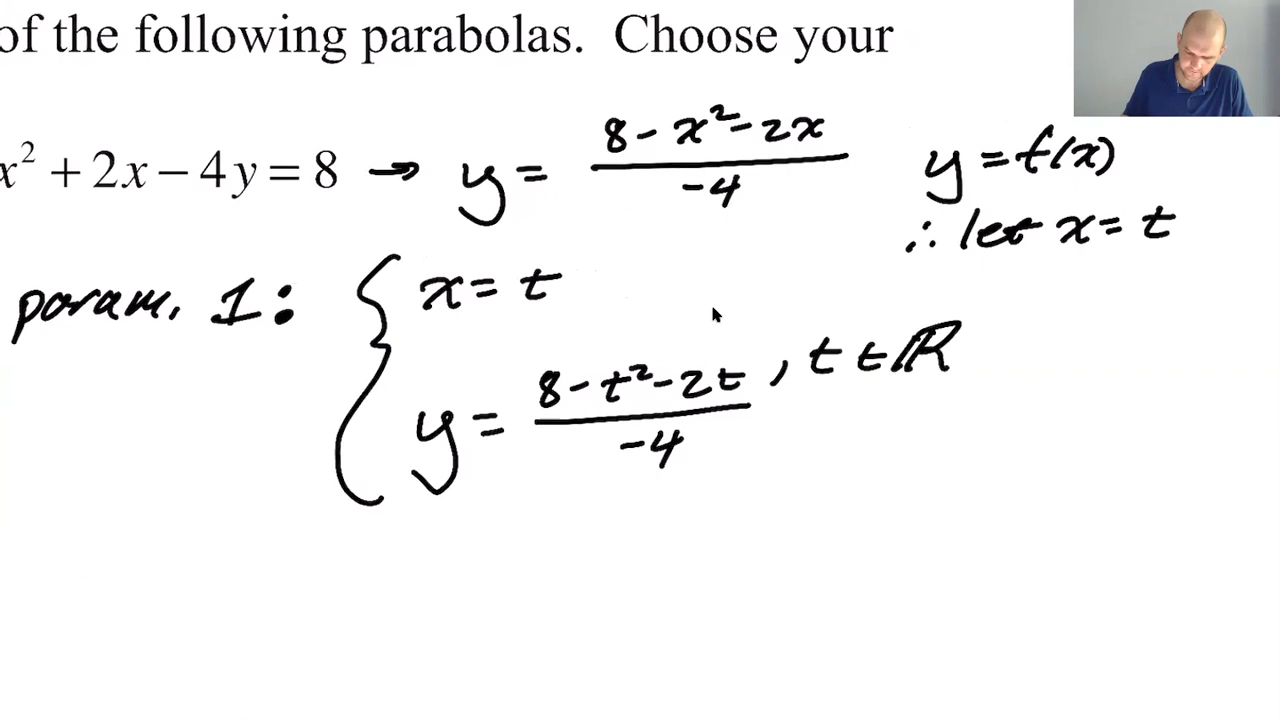 of the following parabolas. Choose your
x² + 2x − 4y = 8 → y = (8 - x² - 2x)/(-4)
y = f(x)
∴ let x = t
param. 1: { x = t
y = (8 - t² - 2t)/(-4), t ∈ ℝ